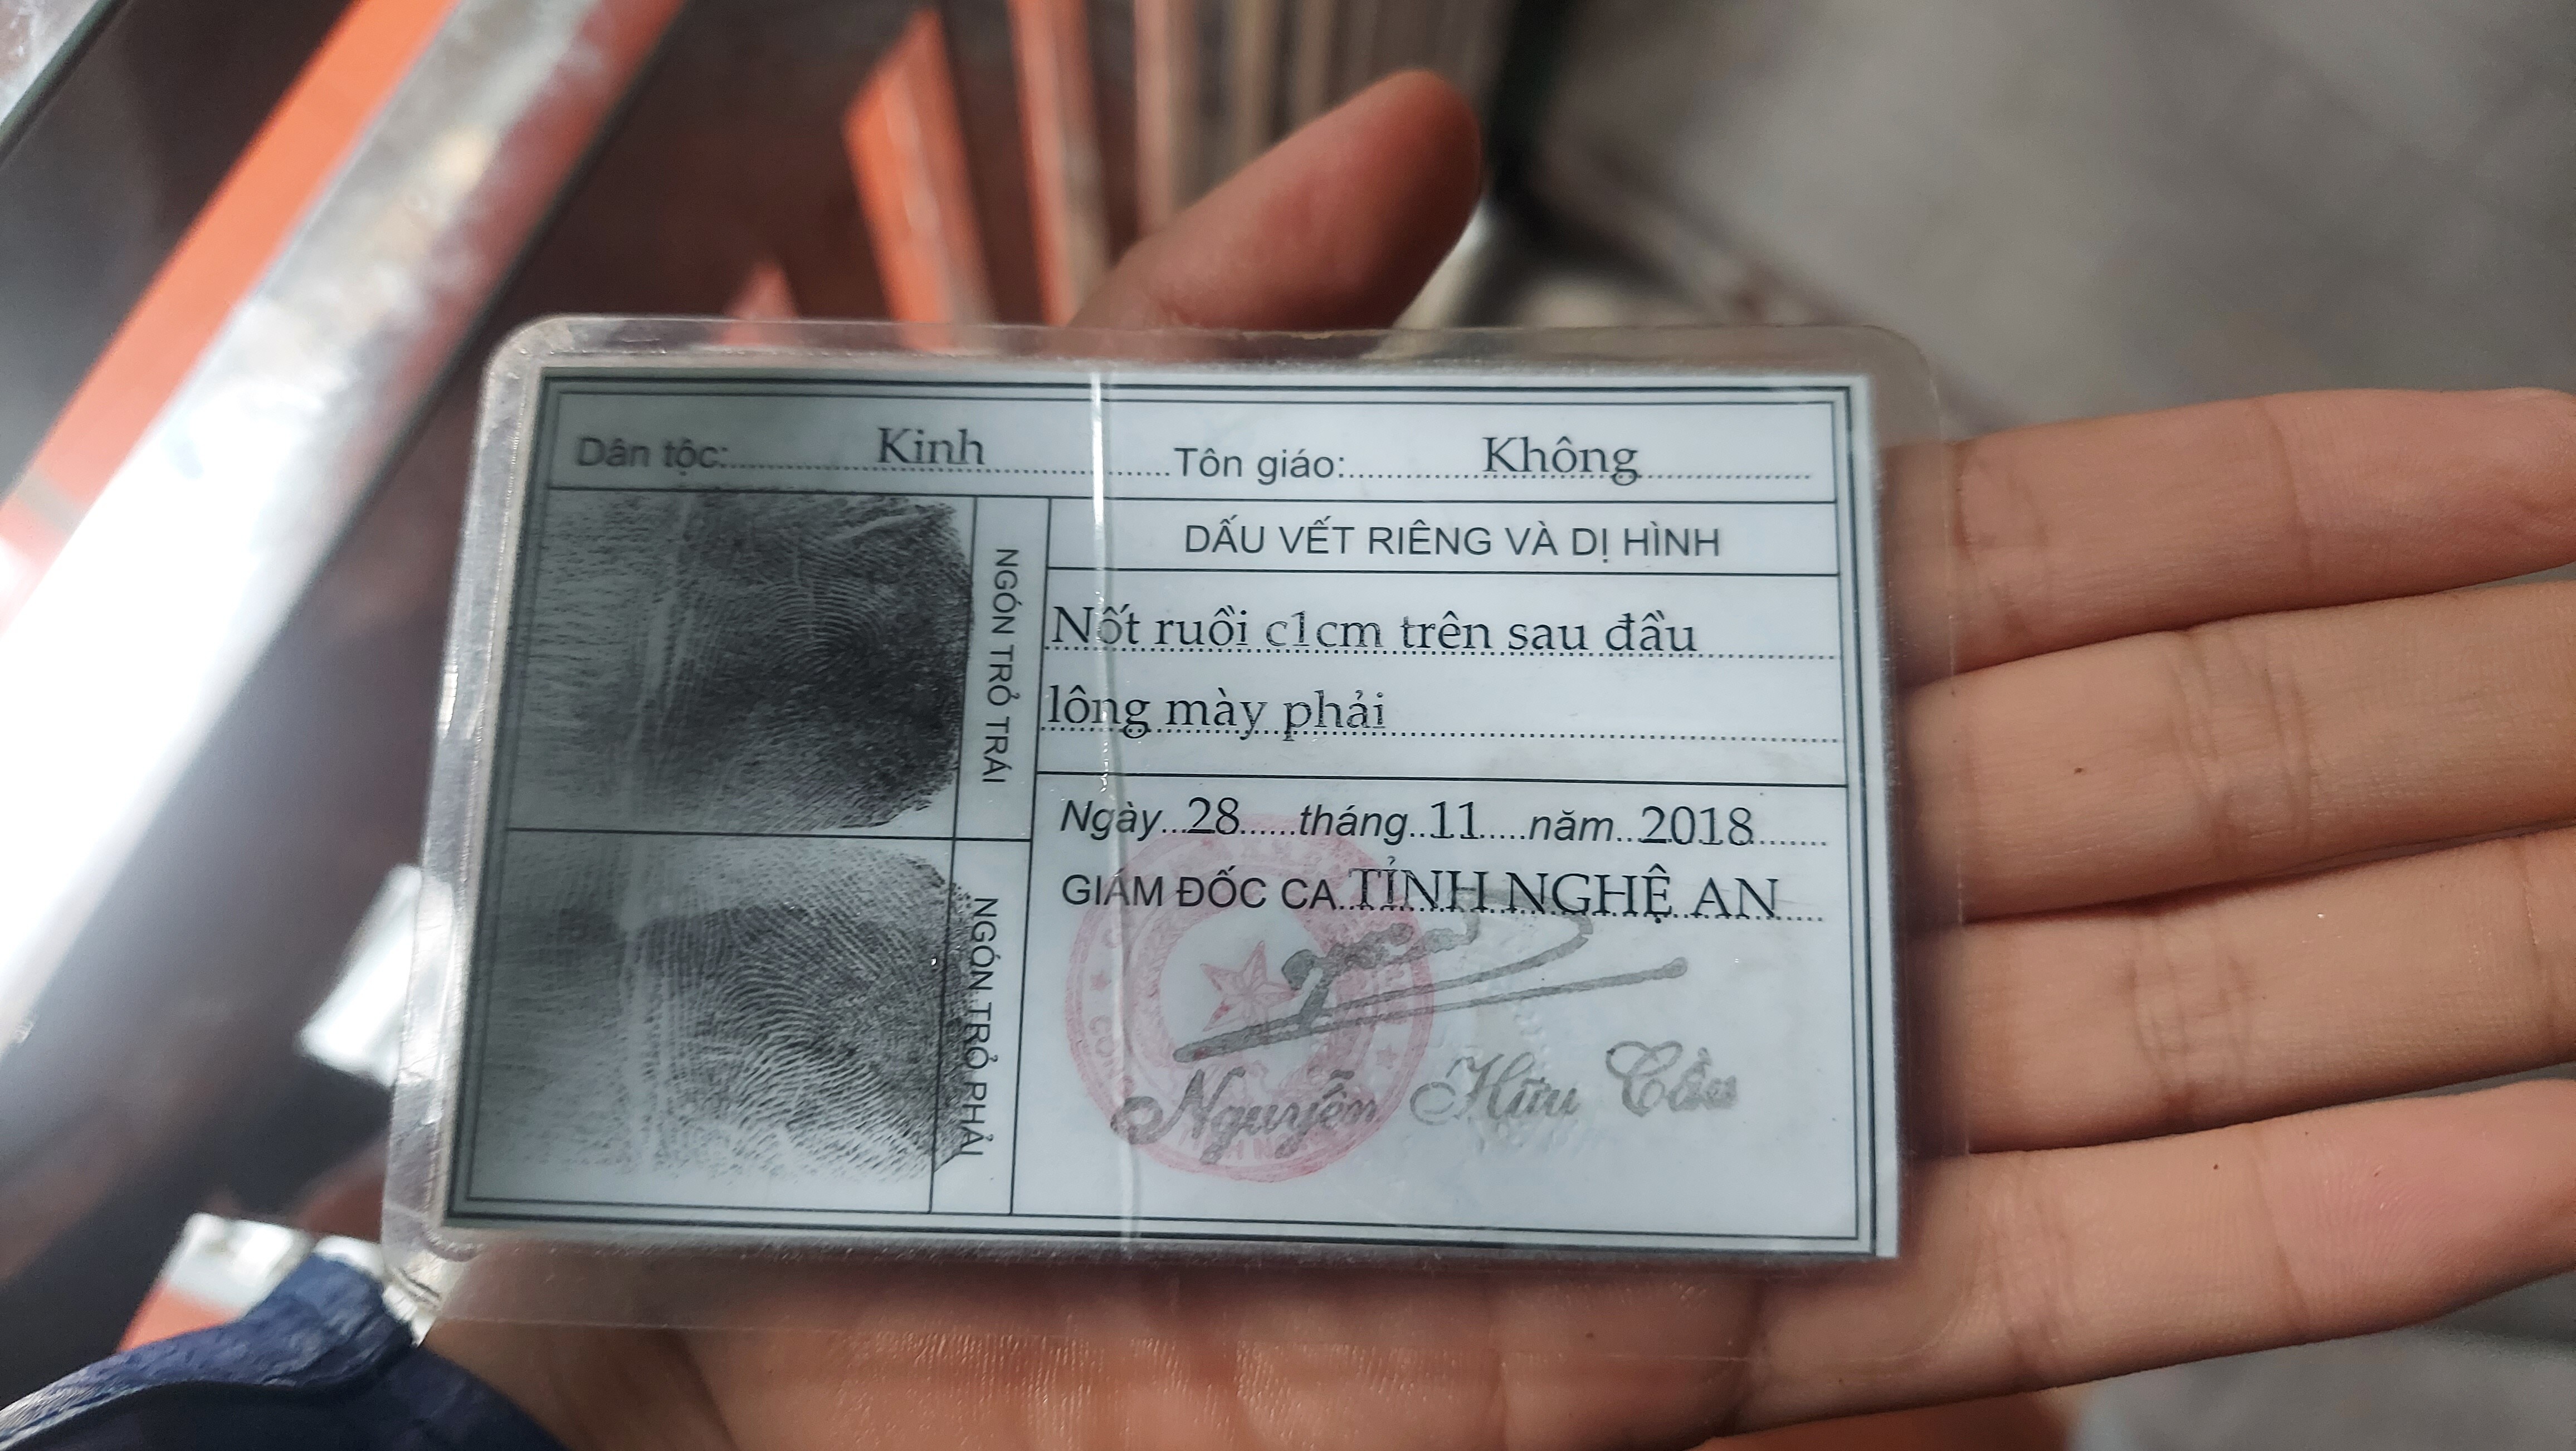 Dân tộc: Kinh Tôn giáo: Không
NGÓN TRỎ TRÁI
NGÓN TRỎ PHẢI
DẤU VẾT RIÊNG VÀ DỊ HÌNH
Nốt ruồi c1cm trên sau đầu
lông mày phải
Ngày 28 tháng 11 năm 2018
GIÁM ĐỐC CA TỈNH NGHỆ AN
Nguyễn Hữu Cầu